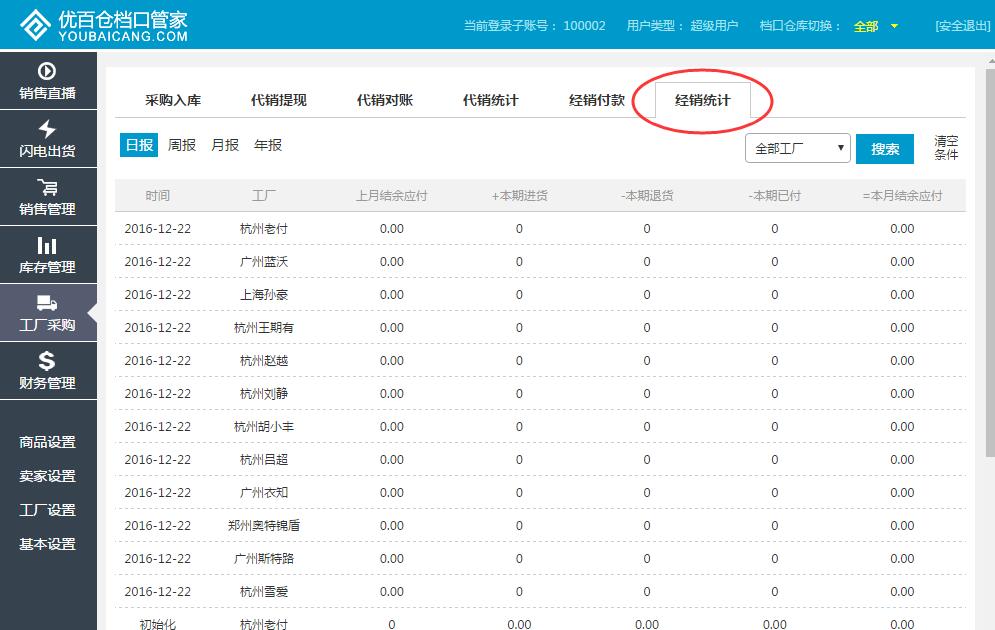 优百仓档口管家
YOUBAICANG.COM
当前登录子账号： 100002 用户类型： 超级用户 档口仓库切换： 全部 [安全退出]
销售直播
闪电出货
销售管理
库存管理
工厂采购
财务管理
商品设置
卖家设置
工厂设置
基本设置
采购入库 代销提现 代销对账 代销统计 经销付款 经销统计
日报 周报 月报 年报 全部工厂 搜索 清空条件
时间 工厂 上月结余应付 +本期进货 -本期退货 -本期已付 =本月结余应付
2016-12-22 杭州老付 0.00 0 0 0 0.00
2016-12-22 广州蓝沃 0.00 0 0 0 0.00
2016-12-22 上海孙豪 0.00 0 0 0 0.00
2016-12-22 杭州王期有 0.00 0 0 0 0.00
2016-12-22 杭州赵越 0.00 0 0 0 0.00
2016-12-22 杭州刘静 0.00 0 0 0 0.00
2016-12-22 杭州胡小丰 0.00 0 0 0 0.00
2016-12-22 杭州吕超 0.00 0 0 0 0.00
2016-12-22 广州衣知 0.00 0 0 0 0.00
2016-12-22 郑州奥特锦盾 0.00 0 0 0 0.00
2016-12-22 广州斯特路 0.00 0 0 0 0.00
2016-12-22 杭州雪爱 0.00 0 0 0 0.00
初始化 杭州老付 0 0.00 0.00 0.00 0.00